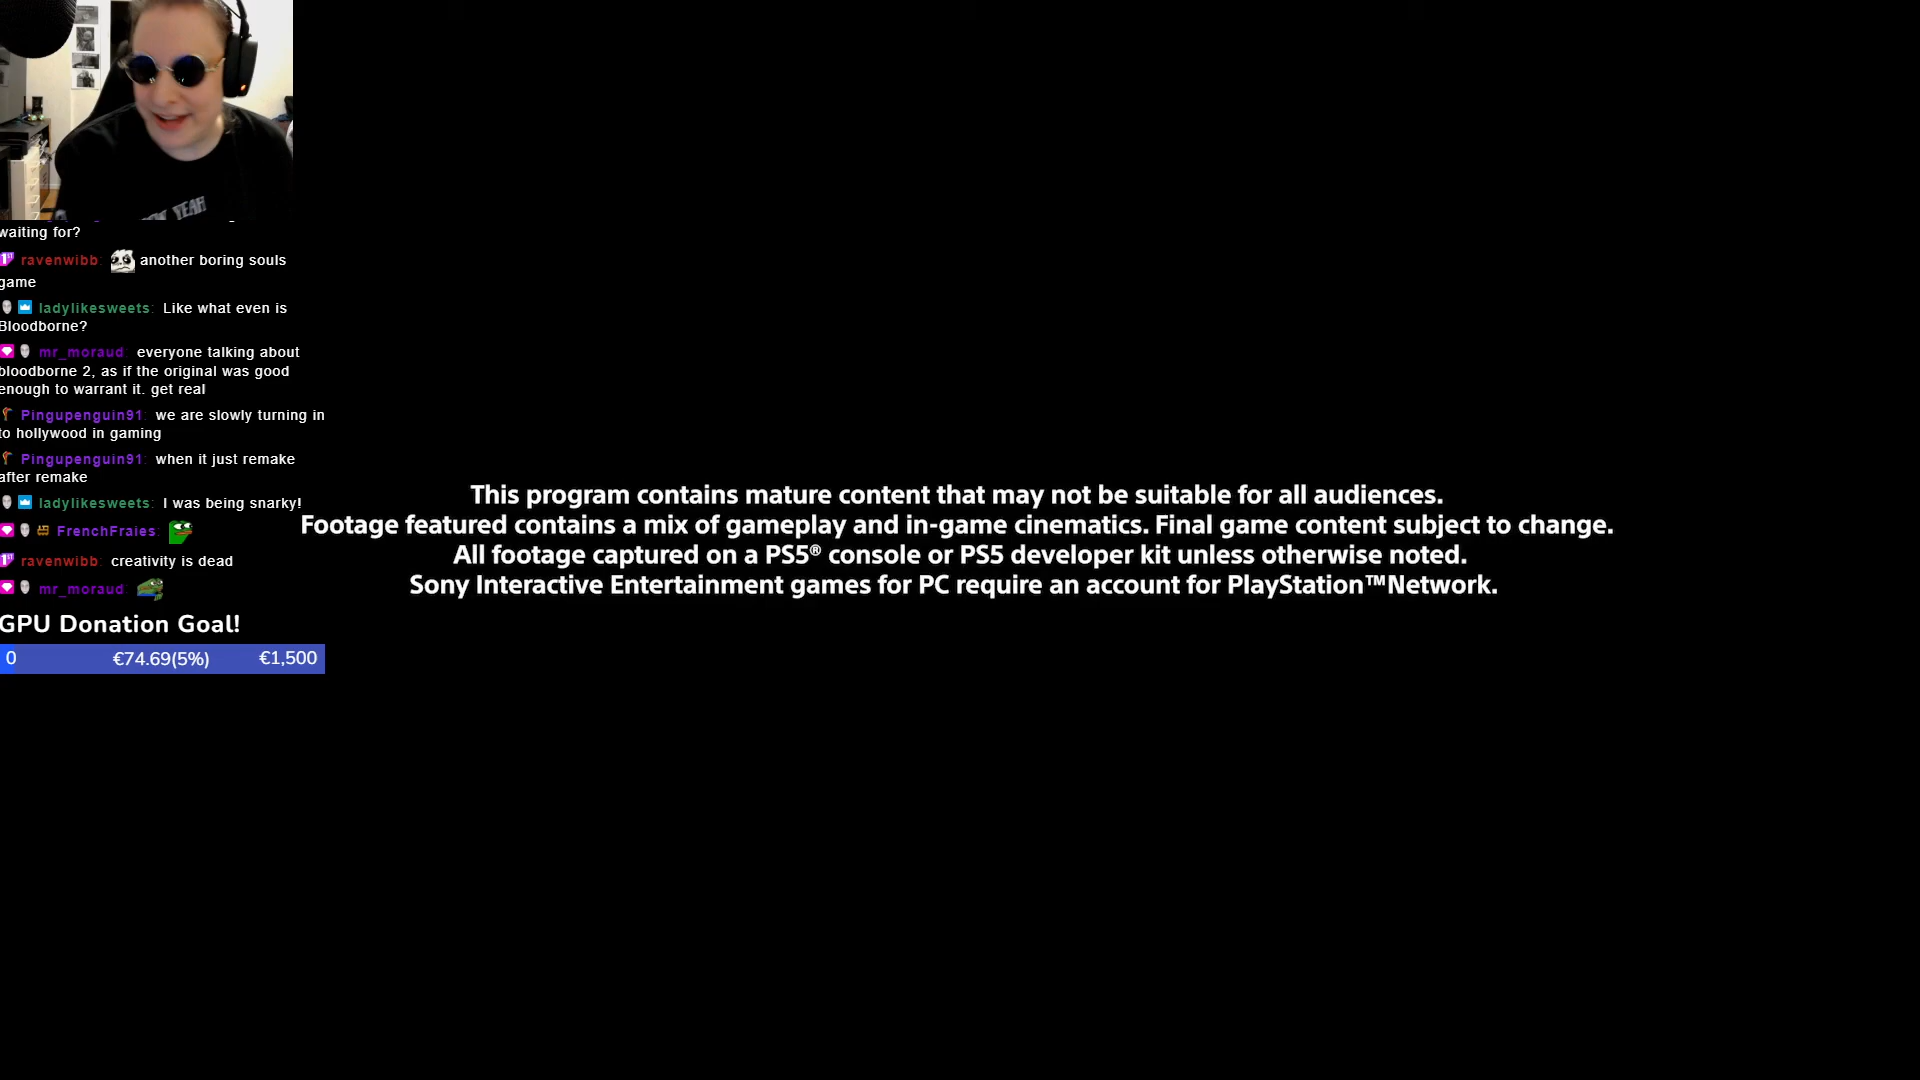 YEAH
waiting for?
ravenwibb: another boring souls
game
ladylikesweets: Like what even is
Bloodborne?
mr_moraud: everyone talking about
bloodborne 2, as if the original was good
enough to warrant it. get real
Pingupenguin91: we are slowly turning in
to hollywood in gaming
Pingupenguin91: when it just remake
after remake
ladylikesweets: I was being snarky!
FrenchFraies:
ravenwibb: creativity is dead
mr_moraud:
GPU Donation Goal!
0 €74.69(5%) €1,500
This program contains mature content that may not be suitable for all audiences.
Footage featured contains a mix of gameplay and in-game cinematics. Final game content subject to change.
All footage captured on a PS5® console or PS5 developer kit unless otherwise noted.
Sony Interactive Entertainment games for PC require an account for PlayStation™Network.